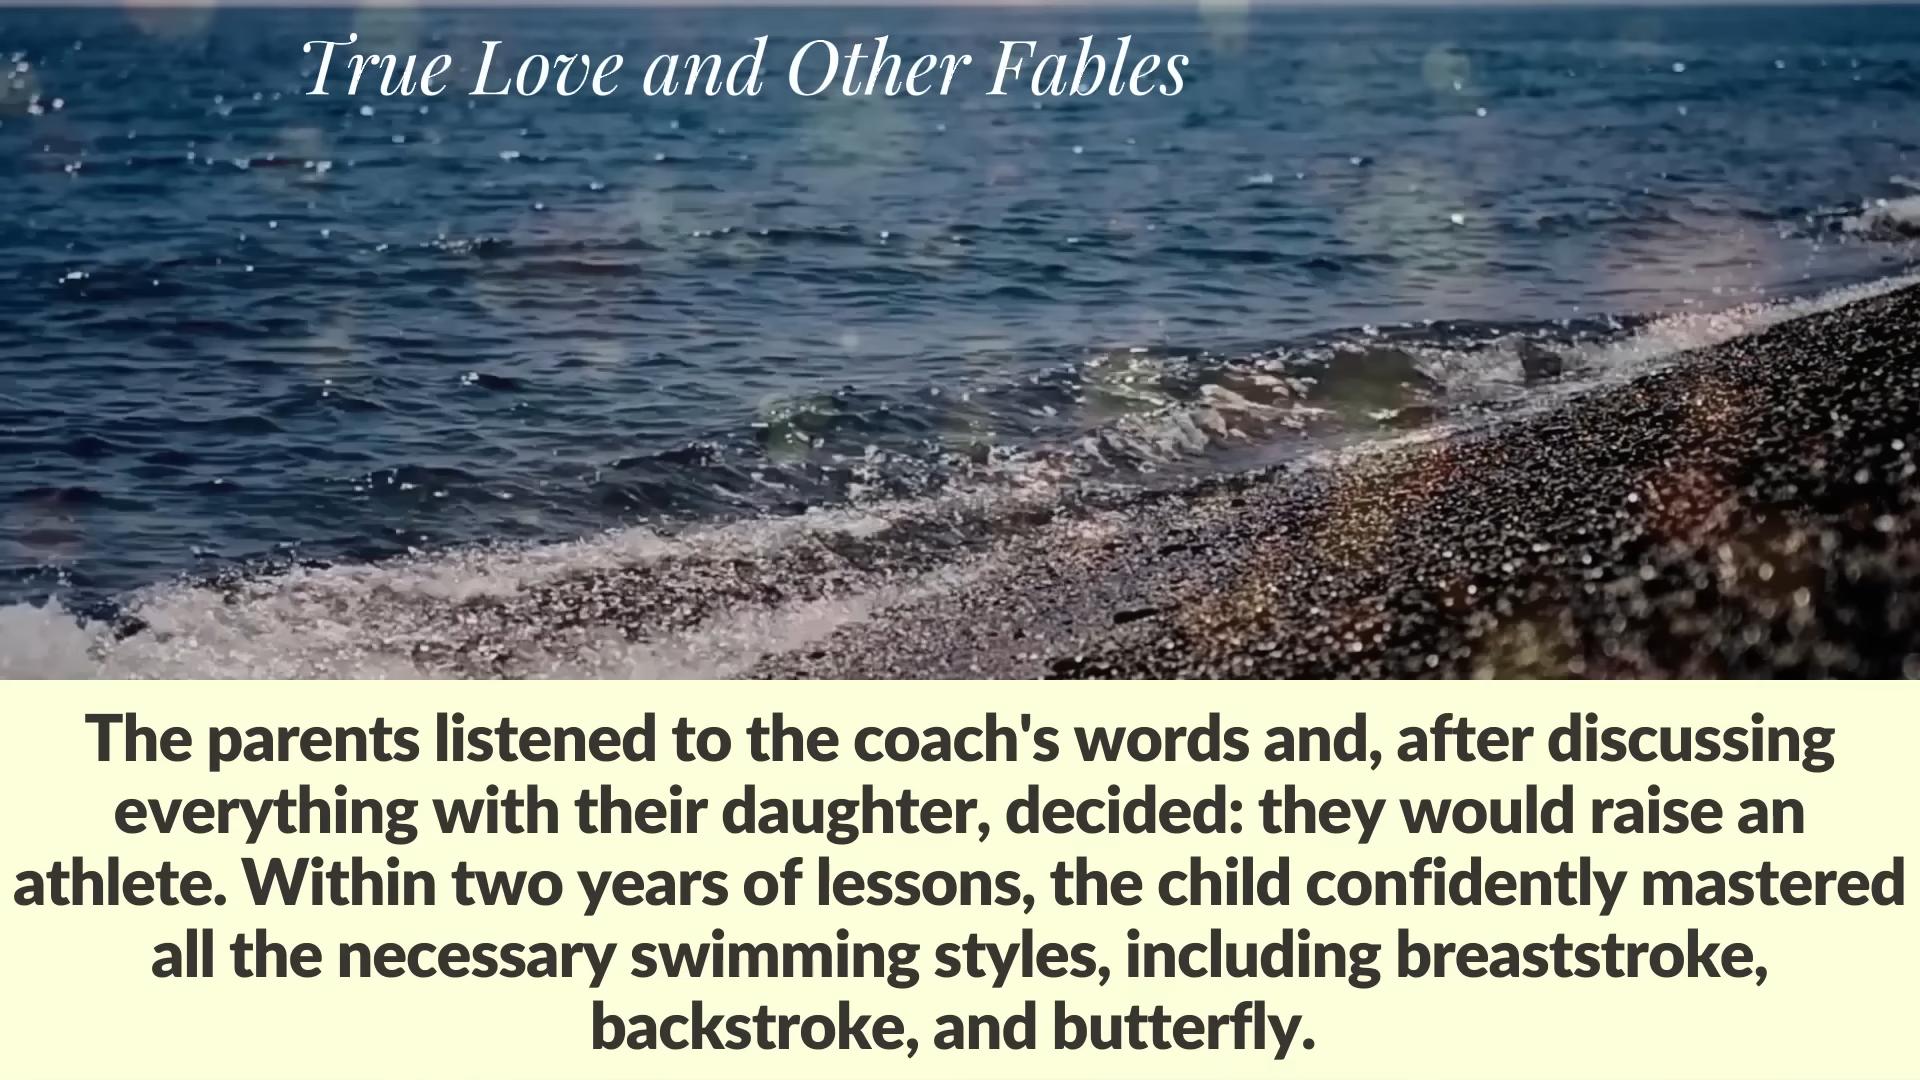 True Love and Other Fables
The parents listened to the coach's words and, after discussing
everything with their daughter, decided: they would raise an
athlete. Within two years of lessons, the child confidently mastered
all the necessary swimming styles, including breaststroke,
backstroke, and butterfly.